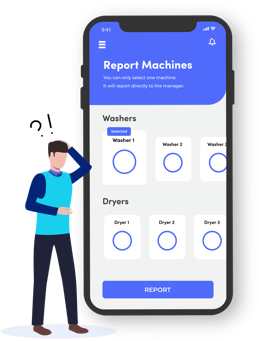 9:41
Report Machines
You can only select one machine.
It will report directly to the manager.
Washers
Selected
Washer 1
Washer 2
Washer 3
Dryers
Dryer 1
Dryer 2
Dryer 3
REPORT
?!